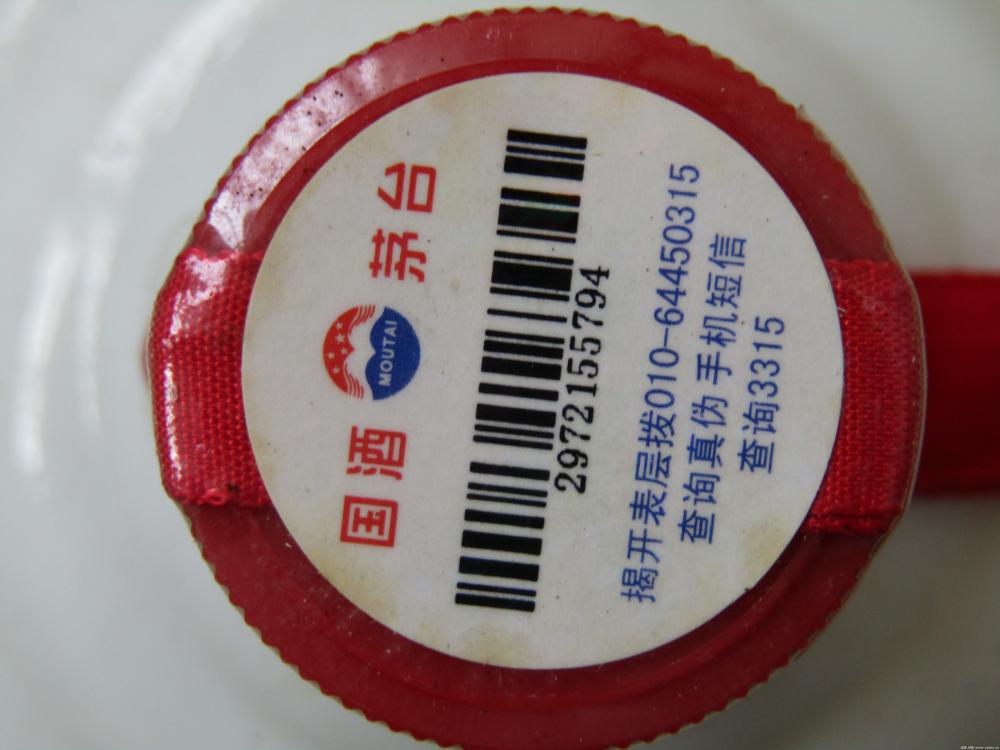 国酒 MOUTAI 茅台
2972155794
揭开表层拨010-64450315
查询真伪 手机短信
查询3315